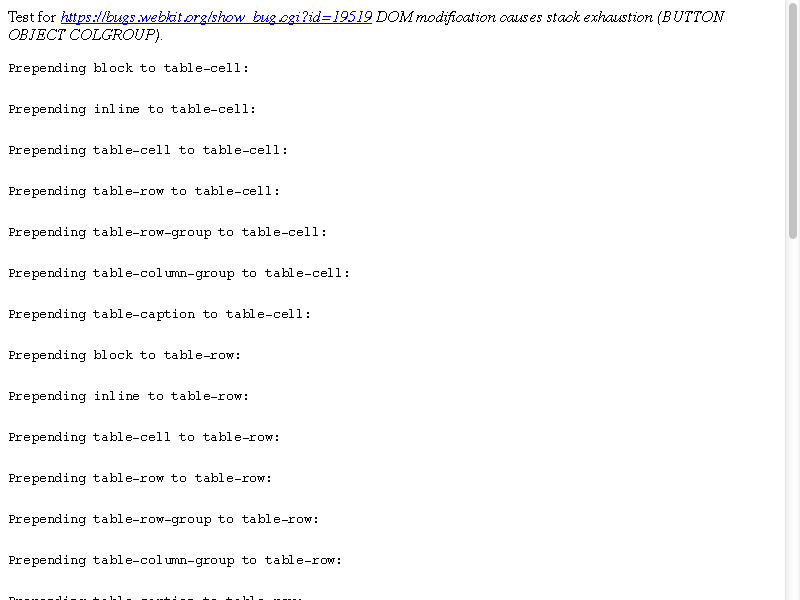 Test for https://bugs.webkit.org/show_bug.cgi?id=19519 DOM modification causes stack exhaustion (BUTTON
OBJECT COLGROUP).
Prepending block to table-cell:
Prepending inline to table-cell:
Prepending table-cell to table-cell:
Prepending table-row to table-cell:
Prepending table-row-group to table-cell:
Prepending table-column-group to table-cell:
Prepending table-caption to table-cell:
Prepending block to table-row:
Prepending inline to table-row:
Prepending table-cell to table-row:
Prepending table-row to table-row:
Prepending table-row-group to table-row:
Prepending table-column-group to table-row: